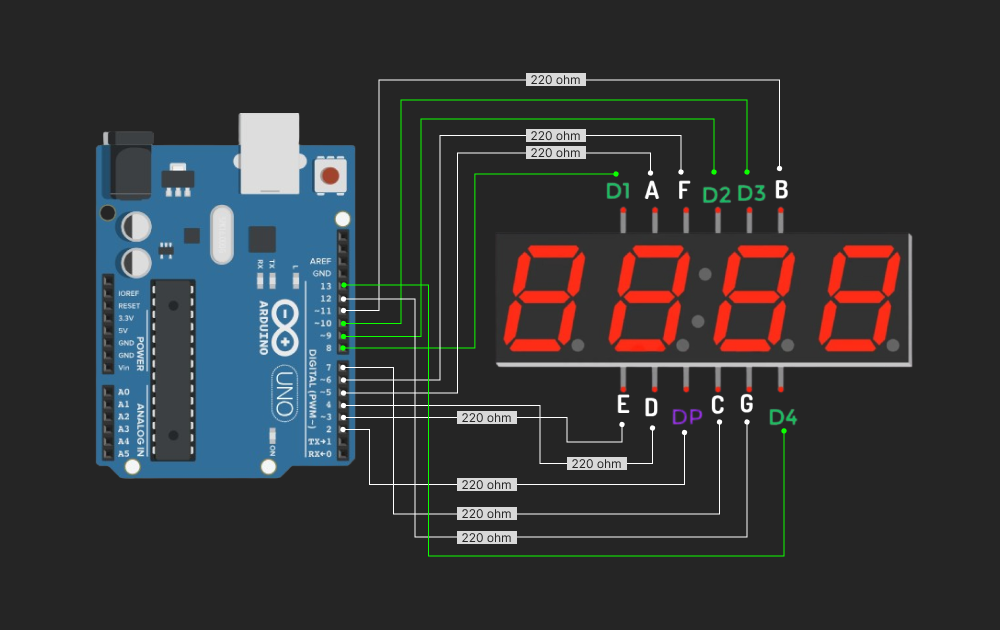 220 ohm
220 ohm
220 ohm
D1 A F D2 D3 B
AREF
GND
13
12
~11
~10
~9
8
7
~6
~5
4
~3
2
TX→1
RX←0
DIGITAL (PWM~)
RX
TX
L
ARDUINO
UNO
ON
IOREF
RESET
3.3V
5V
GND
GND
Vin
POWER
A0
A1
A2
A3
A4
A5
ANALOG IN
E D DP C G D4
220 ohm
220 ohm
220 ohm
220 ohm
220 ohm